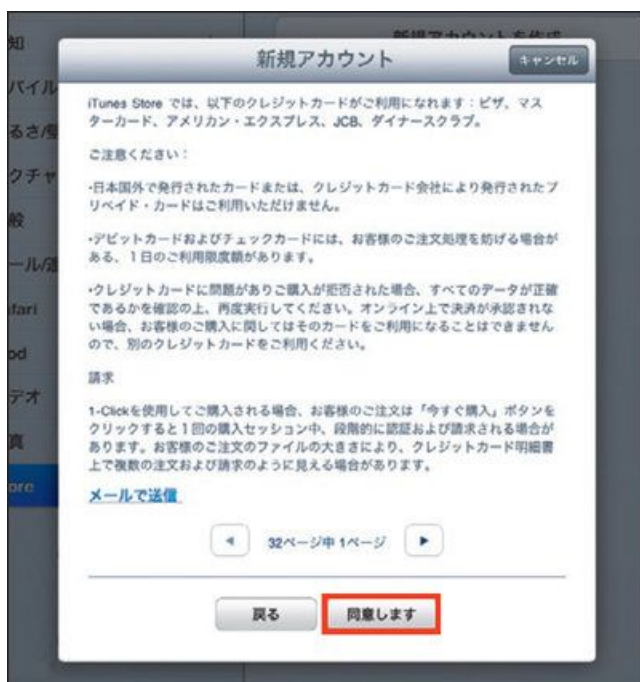 新規アカウントを作成
新規アカウント
キャンセル
iTunes Store では、以下のクレジットカードがご利用になれます：ビザ、マス
ターカード、アメリカン・エクスプレス、JCB、ダイナースクラブ。
ご注意ください：
•日本国外で発行されたカードまたは、クレジットカード会社により発行されたプ
リペイド・カードはご利用いただけません。
•デビットカードおよびチェックカードには、お客様のご注文処理を妨げる場合が
ある、１日のご利用限度額があります。
•クレジットカードに問題がありご購入が拒否された場合、すべてのデータが正確
であるかを確認の上、再度実行してください。オンライン上で決済が承認されな
い場合、お客様のご購入に関してはそのカードをご利用になることはできません
ので、別のクレジットカードをご利用ください。
請求
1-Clickを使用してご購入される場合、お客様のご注文は「今すぐ購入」ボタンを
クリックすると１回の購入セッション中、段階的に認証および請求される場合が
あります。お客様のご注文のファイルの大きさにより、クレジットカード明細書
上で複数の注文および請求のように見える場合があります。
メールで送信
32ページ中 1ページ
戻る
同意します
知
バイル
るさ/
クチャ
般
ール/
fari
od
デオ
真
ore